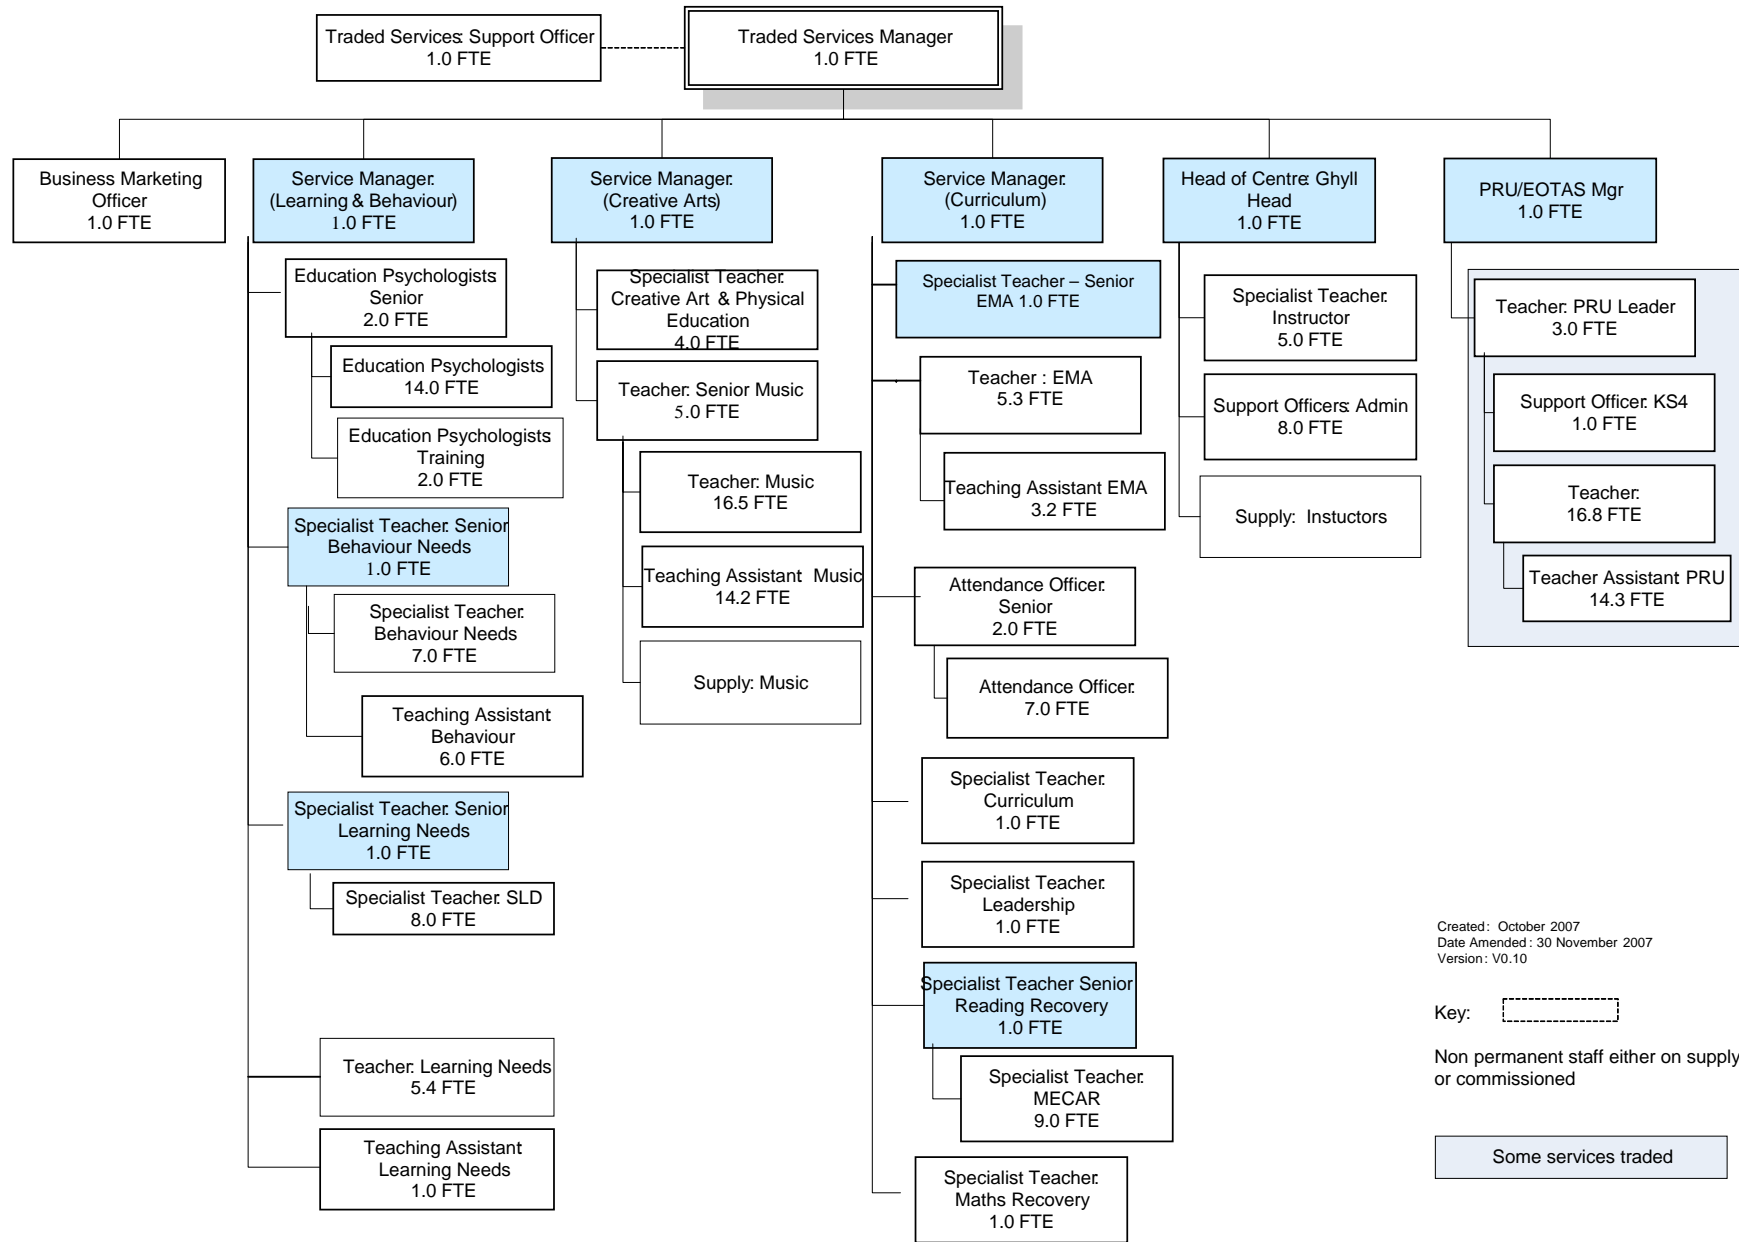 Traded Services: Support Officer
1.0 FTE
Traded Services Manager
1.0 FTE
Business Marketing
Officer
1.0 FTE
Service Manager:
(Learning & Behaviour)
1.0 FTE
Service Manager:
(Creative Arts)
1.0 FTE
Service Manager:
(Curriculum)
1.0 FTE
Head of Centre: Ghyll
Head
1.0 FTE
PRU/EOTAS Mgr
1.0 FTE
Education Psychologists:
Senior
2.0 FTE
Education Psychologists
14.0 FTE
Education Psychologists:
Training
2.0 FTE
Specialist Teacher: Senior
Behaviour Needs
1.0 FTE
Specialist Teacher:
Behaviour Needs
7.0 FTE
Teaching Assistant:
Behaviour
6.0 FTE
Specialist Teacher: Senior
Learning Needs
1.0 FTE
Specialist Teacher: SLD
8.0 FTE
Teacher: Learning Needs
5.4 FTE
Teaching Assistant
Learning Needs
1.0 FTE
Specialist Teacher:
Creative Art & Physical
Education
4.0 FTE
Teacher: Senior Music
5.0 FTE
Teacher: Music
16.5 FTE
Teaching Assistant Music
14.2 FTE
Supply: Music
Specialist Teacher – Senior
EMA 1.0 FTE
Teacher : EMA
5.3 FTE
Teaching Assistant EMA
3.2 FTE
Attendance Officer:
Senior
2.0 FTE
Attendance Officer:
7.0 FTE
Specialist Teacher:
Curriculum
1.0 FTE
Specialist Teacher:
Leadership
1.0 FTE
Specialist Teacher Senior
Reading Recovery
1.0 FTE
Specialist Teacher:
MECAR
9.0 FTE
Specialist Teacher:
Maths Recovery
1.0 FTE
Specialist Teacher:
Instructor
5.0 FTE
Support Officers: Admin
8.0 FTE
Supply: Instuctors
Teacher: PRU Leader
3.0 FTE
Support Officer: KS4
1.0 FTE
Teacher:
16.8 FTE
Teacher Assistant PRU
14.3 FTE
Created: October 2007
Date Amended: 30 November 2007
Version: V0.10
Key:
Non permanent staff either on supply
or commissioned
Some services traded